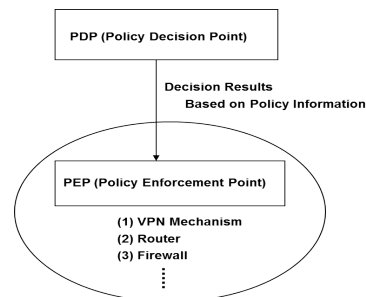 PDP (Policy Decision Point)
Decision Results
Based on Policy Information
PEP (Policy Enforcement Point)
(1) VPN Mechanism
(2) Router
(3) Firewall